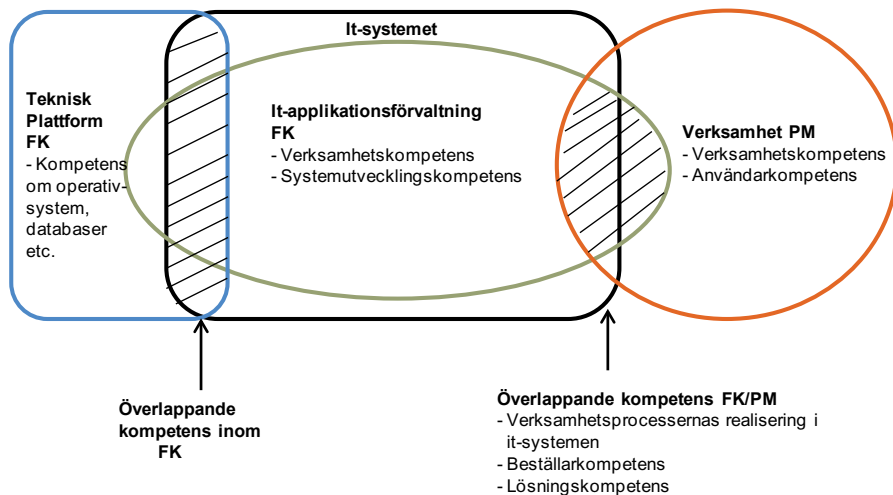 It-systemet
Teknisk
Plattform
FK
- Kompetens
om operativ-
system,
databaser
etc.
It-applikationsförvaltning
FK
- Verksamhetskompetens
- Systemutvecklingskompetens
Verksamhet PM
- Verksamhetskompetens
- Användarkompetens
Överlappande
kompetens inom
FK
Överlappande kompetens FK/PM
- Verksamhetsprocessernas realisering i
it-systemen
- Beställarkompetens
- Lösningskompetens